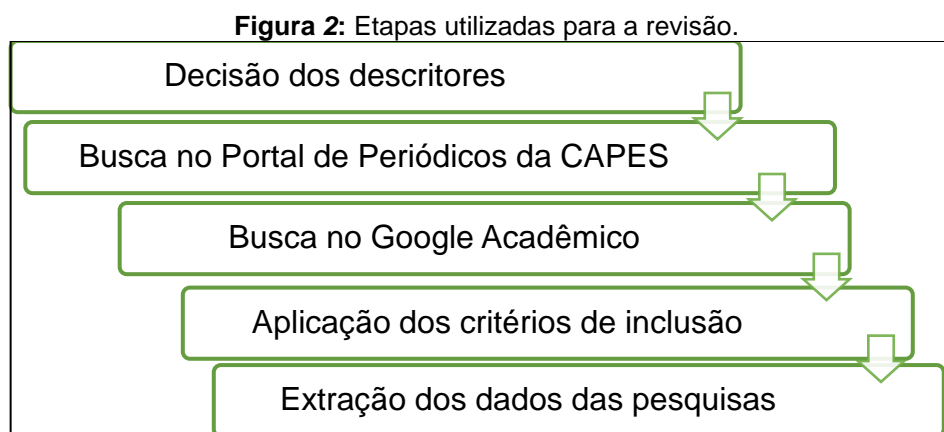 Figura 2: Etapas utilizadas para a revisão.
Decisão dos descritores
Busca no Portal de Periódicos da CAPES
Busca no Google Acadêmico
Aplicação dos critérios de inclusão
Extração dos dados das pesquisas